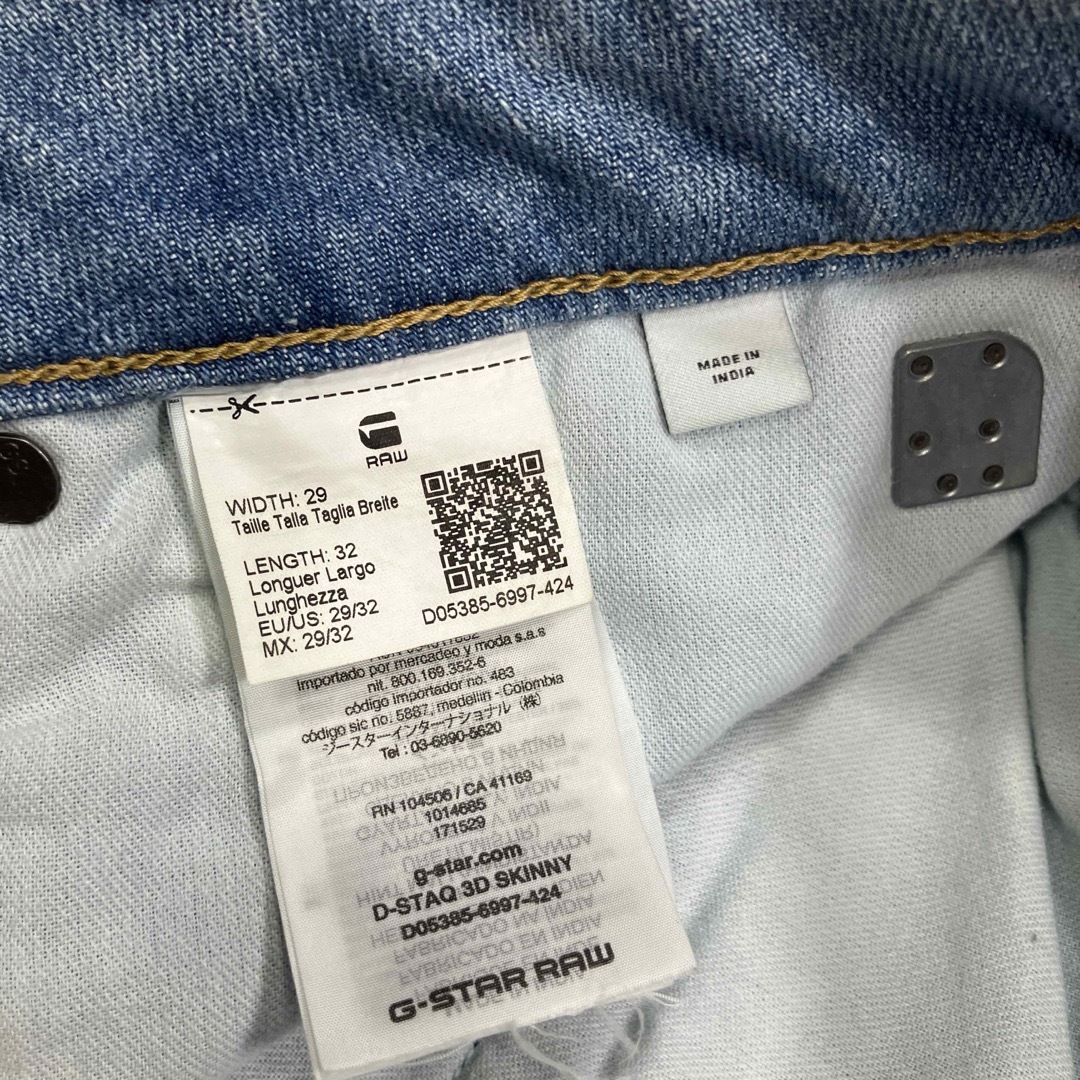 RAW
WIDTH: 29
Taille Talla Taglia Breite
LENGTH: 32
Longuer Largo
Lunghezza
EU/US: 29/32
MX: 29/32
D05385-6997-424
MADE IN
INDIA
Importado por mercadeo y moda s.a.s
nit. 800.169.352-6
código importador no. 483
código sic no. 5887, medellin - Colombia
ジースターインターナショナル（株）
Tel : 03-6890-5620
RN 104506 / CA 41169
1014685
171529
g-star.com
D-STAQ 3D SKINNY
D05385-6997-424
G-STAR RAW